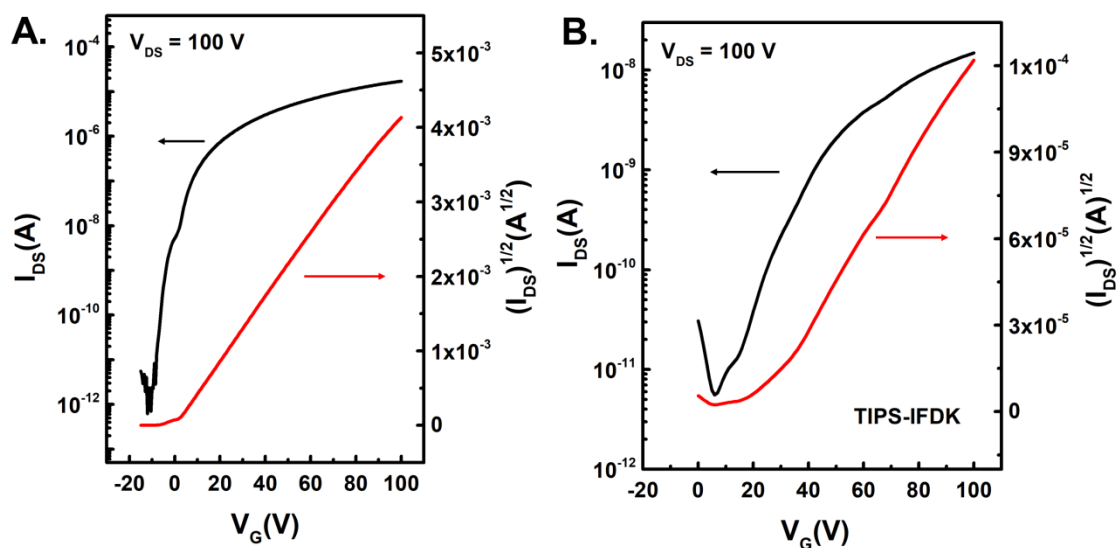 A.
V_DS = 100 V
I_DS(A)
10⁻⁴
10⁻⁶
10⁻⁸
10⁻¹⁰
10⁻¹²
5x10⁻³
4x10⁻³
3x10⁻³
2x10⁻³
1x10⁻³
0
(I_DS)^1/2(A^1/2)
-20 0 20 40 60 80 100
V_G(V)
B.
V_DS = 100 V
I_DS(A)
10⁻⁸
10⁻⁹
10⁻¹⁰
10⁻¹¹
10⁻¹²
1x10⁻⁴
9x10⁻⁵
6x10⁻⁵
3x10⁻⁵
0
(I_DS)^1/2(A)^1/2
TIPS-IFDK
-20 0 20 40 60 80 100
V_G(V)